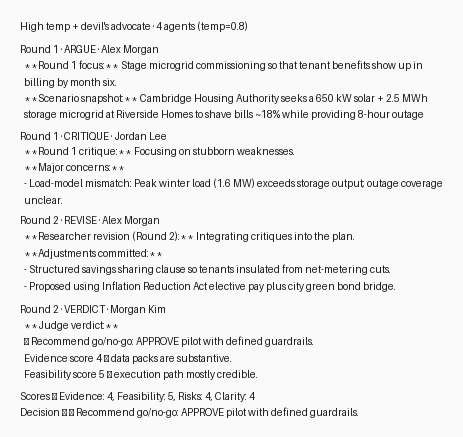 High temp + devil's advocate · 4 agents (temp=0.8)
Round 1 · ARGUE · Alex Morgan
**Round 1 focus:** Stage microgrid commissioning so that tenant benefits show up in
billing by month six.
**Scenario snapshot:** Cambridge Housing Authority seeks a 650 kW solar + 2.5 MWh
storage microgrid at Riverside Homes to shave bills ~18% while providing 8-hour outage
Round 1 · CRITIQUE · Jordan Lee
**Round 1 critique:** Focusing on stubborn weaknesses.
**Major concerns:**
- Load-model mismatch: Peak winter load (1.6 MW) exceeds storage output; outage coverage
unclear.
Round 2 · REVISE · Alex Morgan
**Researcher revision (Round 2):** Integrating critiques into the plan.
**Adjustments committed:**
- Structured savings sharing clause so tenants insulated from net-metering cuts.
- Proposed using Inflation Reduction Act elective pay plus city green bond bridge.
Round 2 · VERDICT · Morgan Kim
**Judge verdict:**
▯ Recommend go/no-go: APPROVE pilot with defined guardrails.
Evidence score 4 ▯ data packs are substantive.
Feasibility score 5 ▯ execution path mostly credible.
Scores ▯ Evidence: 4, Feasibility: 5, Risks: 4, Clarity: 4
Decision ▯ ▯ Recommend go/no-go: APPROVE pilot with defined guardrails.